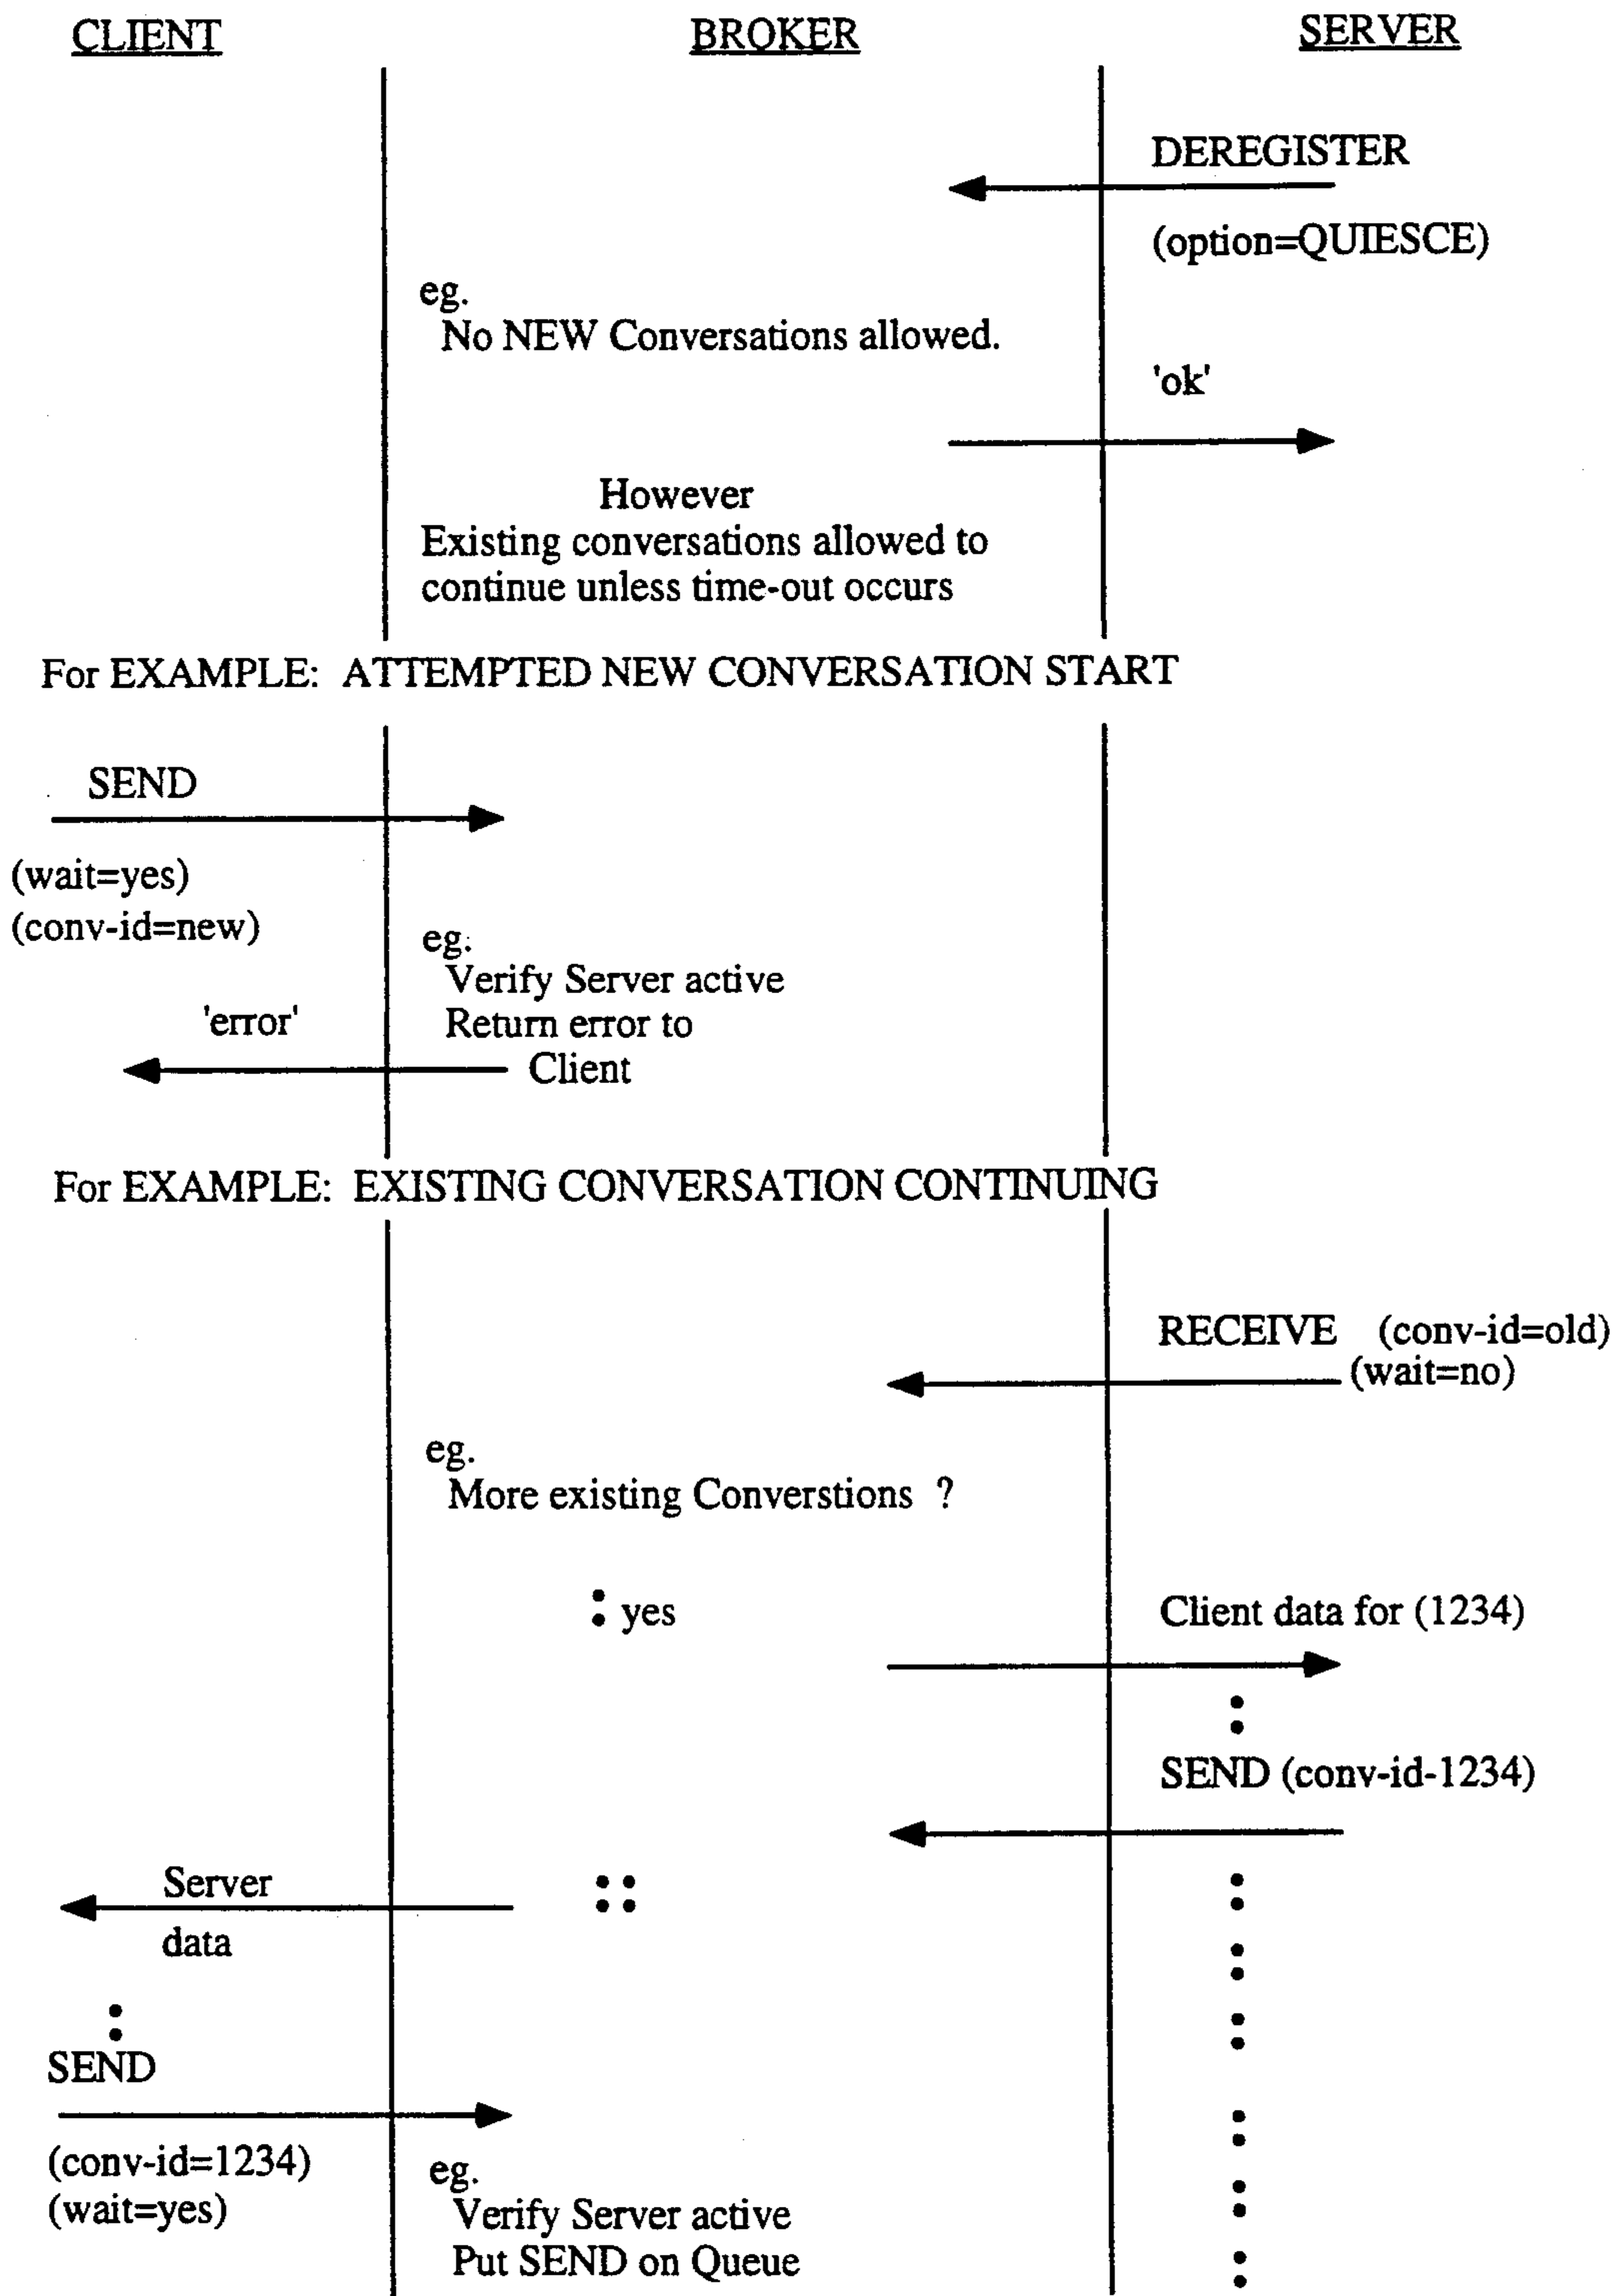 CLIENT BROKER SERVER
DEREGISTER
(option=QUIESCE)
eg.
No NEW Conversations allowed.
'ok'
However
Existing conversations allowed to
continue unless time-out occurs
For EXAMPLE: ATTEMPTED NEW CONVERSATION START
SEND
(wait=yes)
(conv-id=new)
eg.
Verify Server active
'error' Return error to
Client
For EXAMPLE: EXISTING CONVERSATION CONTINUING
RECEIVE (conv-id=old)
(wait=no)
eg.
More existing Converstions ?
: yes
Client data for (1234)
SEND (conv-id-1234)
Server
data
SEND
(conv-id=1234)
(wait=yes)
eg.
Verify Server active
Put SEND on Queue